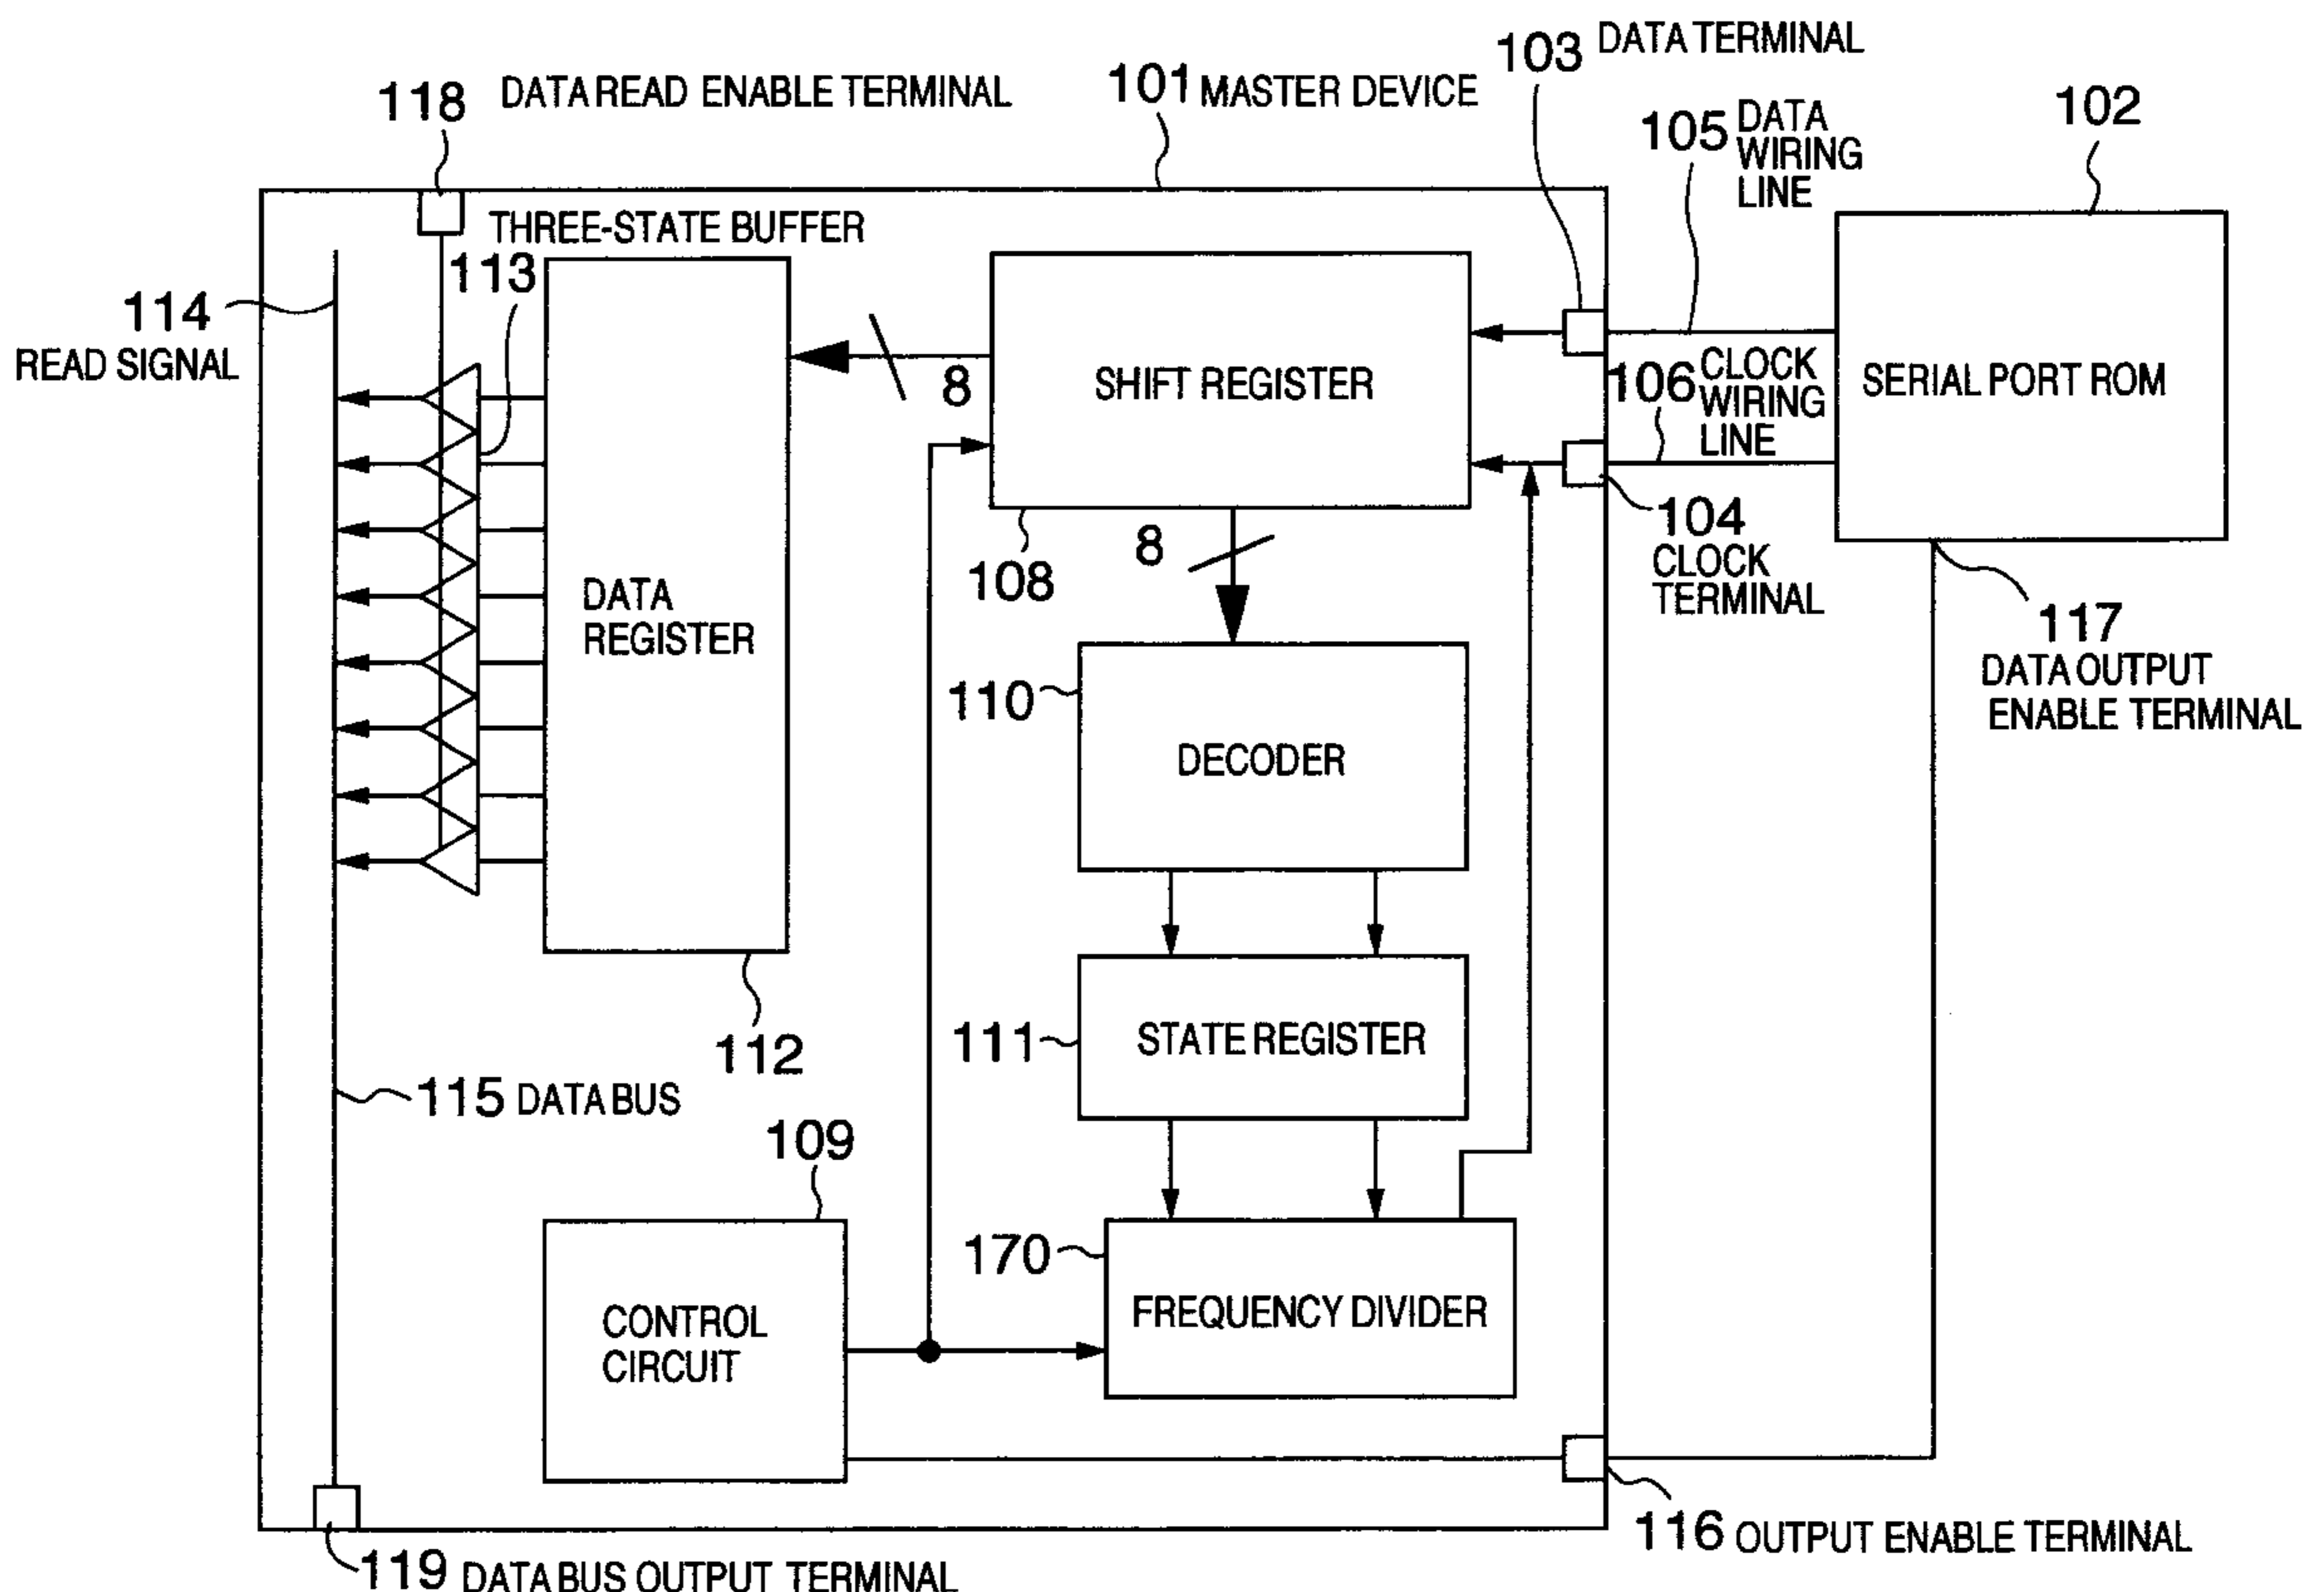 103 DATA TERMINAL
118 DATA READ ENABLE TERMINAL
101 MASTER DEVICE
105 DATA
WIRING
LINE
102
THREE-STATE BUFFER
113
114
READ SIGNAL
8
SHIFT REGISTER
106 CLOCK
WIRING
LINE
SERIAL PORT ROM
104
CLOCK
TERMINAL
8
108
117
DATA OUTPUT
ENABLE TERMINAL
DATA
REGISTER
110
DECODER
112
111
STATE REGISTER
115 DATA BUS
109
170
FREQUENCY DIVIDER
CONTROL
CIRCUIT
116 OUTPUT ENABLE TERMINAL
119 DATA BUS OUTPUT TERMINAL